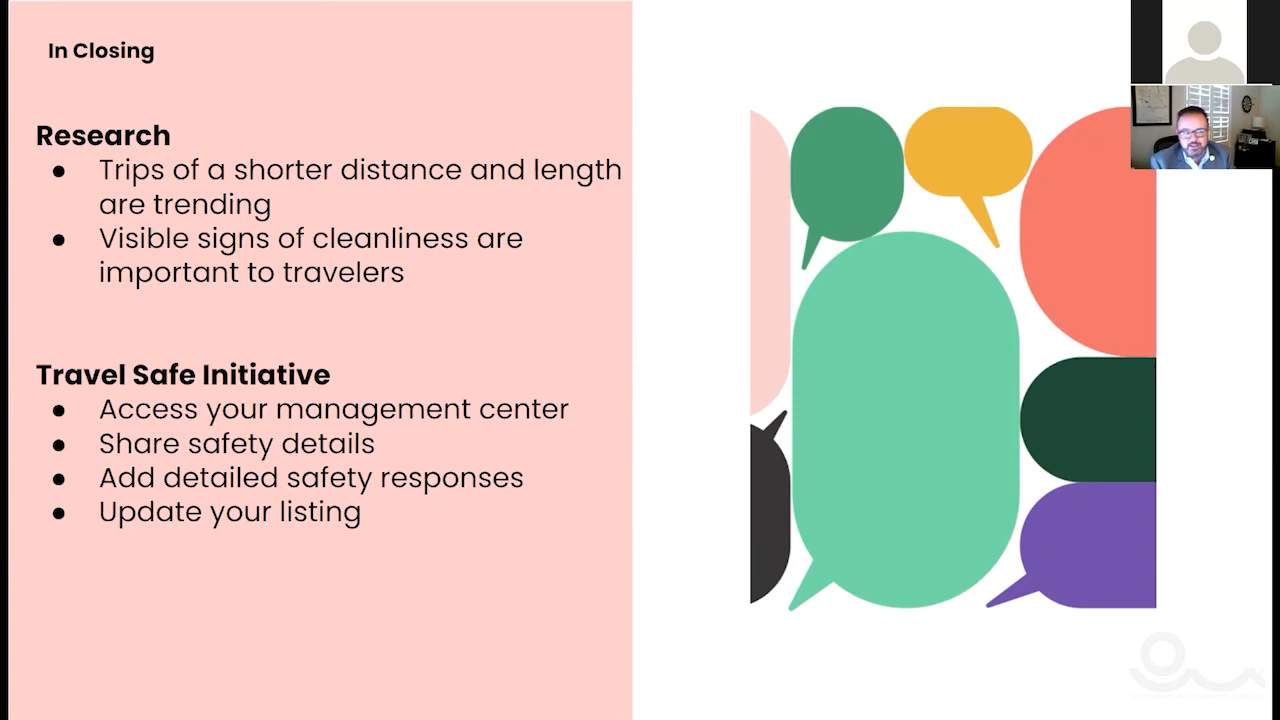 In Closing
Research
● Trips of a shorter distance and length
are trending
● Visible signs of cleanliness are
important to travelers
Travel Safe Initiative
● Access your management center
● Share safety details
● Add detailed safety responses
● Update your listing